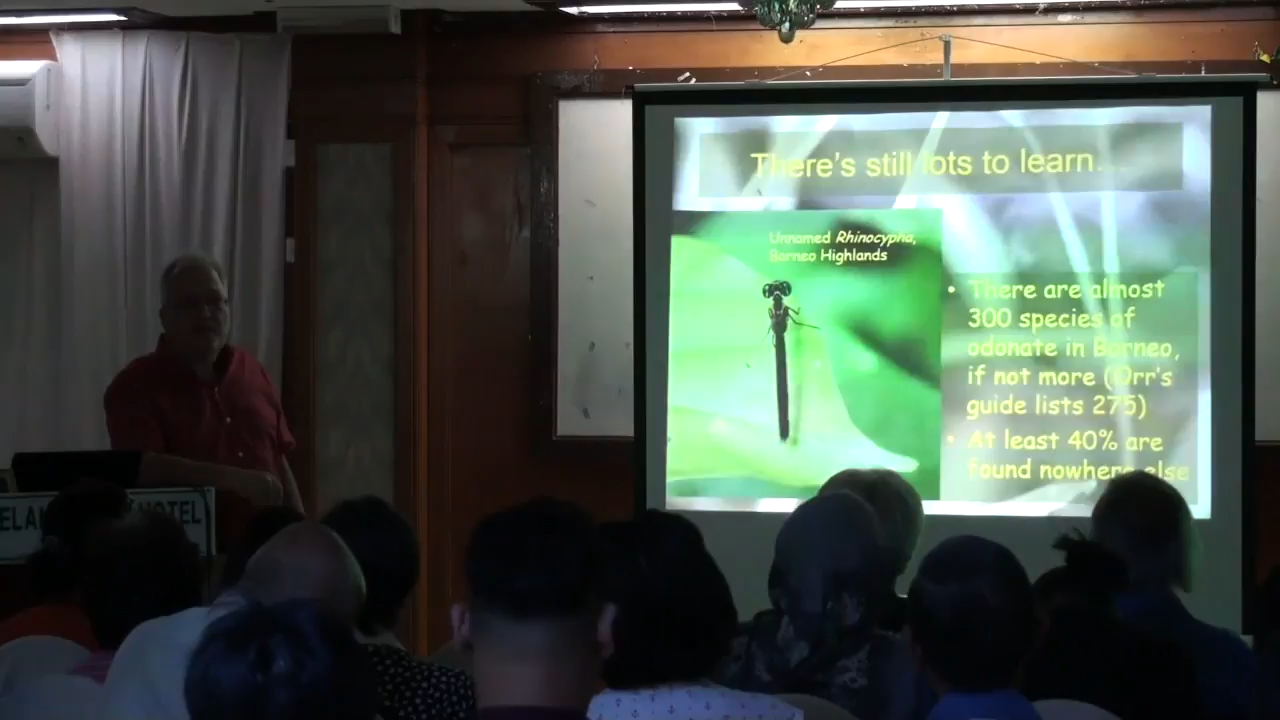 There's still lots to learn.
Unnamed Rhinocypha,
Borneo Highlands
• There are almost
300 species of
odonate in Borneo,
if not more (Orr's
guide lists 275)
• At least 40% are
found nowhere else